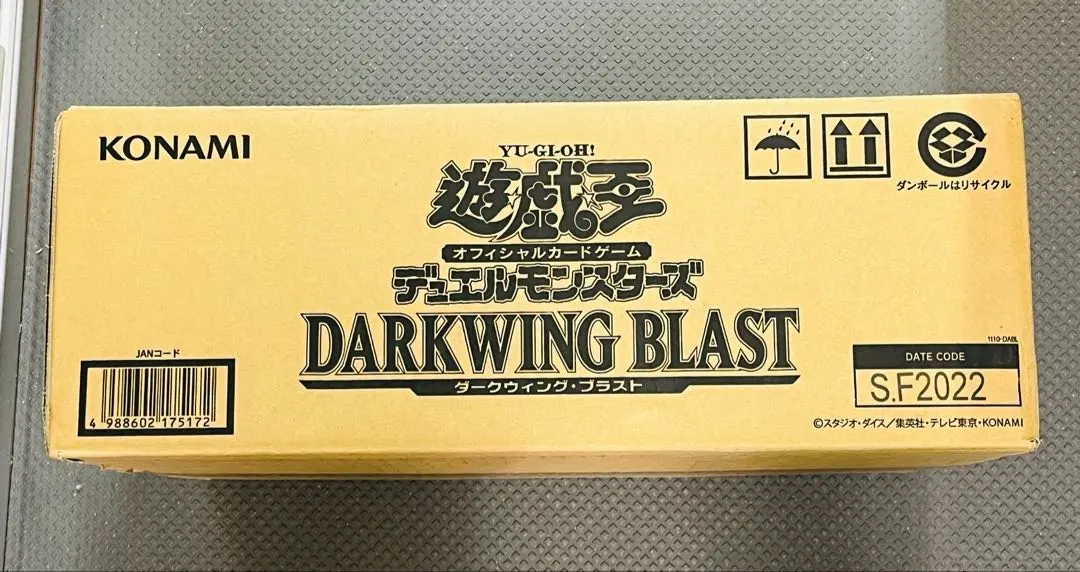 KONAMI
YU-GI-OH!
遊戯王
オフィシャルカードゲーム
デュエルモンスターズ
DARKWING BLAST
ダークウィング・ブラスト
ダンボールはリサイクル
JANコード
4 988602 175172
1110-DABL
DATE CODE
S.F2022
©スタジオ・ダイス/集英社・テレビ東京・KONAMI